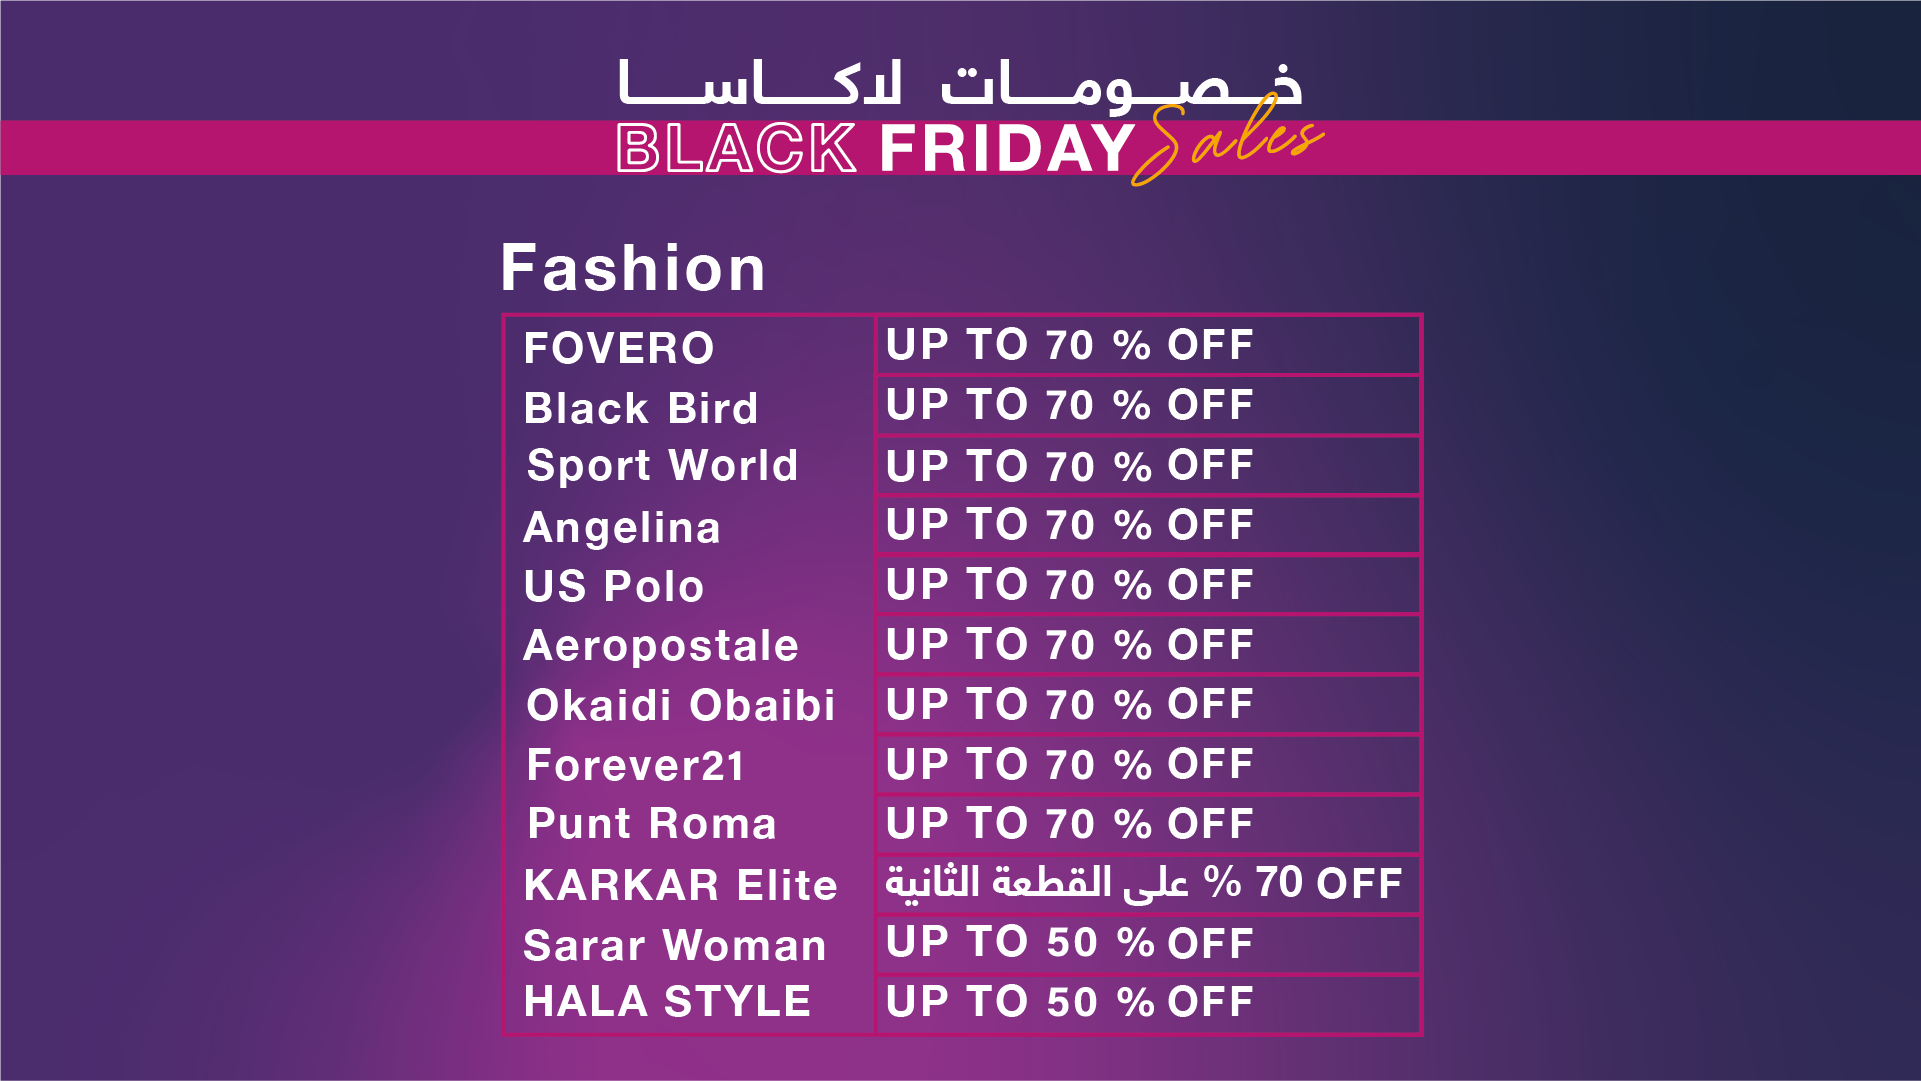 خصومات لاكاسا
BLACK FRIDAY Sales
Fashion
FOVERO UP TO 70 % OFF
Black Bird UP TO 70 % OFF
Sport World UP TO 70 % OFF
Angelina UP TO 70 % OFF
US Polo UP TO 70 % OFF
Aeropostale UP TO 70 % OFF
Okaidi Obaibi UP TO 70 % OFF
Forever21 UP TO 70 % OFF
Punt Roma UP TO 70 % OFF
KARKAR Elite على القطعة الثانية % 70 OFF
Sarar Woman UP TO 50 % OFF
HALA STYLE UP TO 50 % OFF